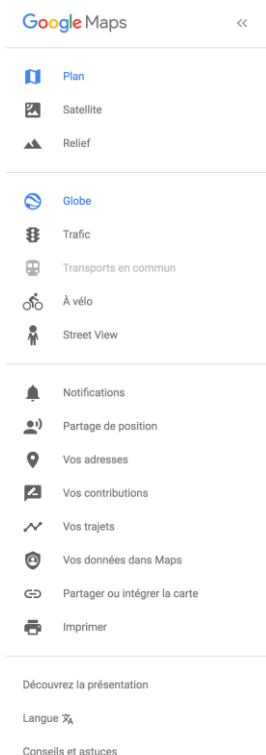 Google Maps
Plan
Satellite
Relief
Globe
Trafic
Transports en commun
À vélo
Street View
Notifications
Partage de position
Vos adresses
Vos contributions
Vos trajets
Vos données dans Maps
Partager ou intégrer la carte
Imprimer
Découvrez la présentation
Langue
Conseils et astuces